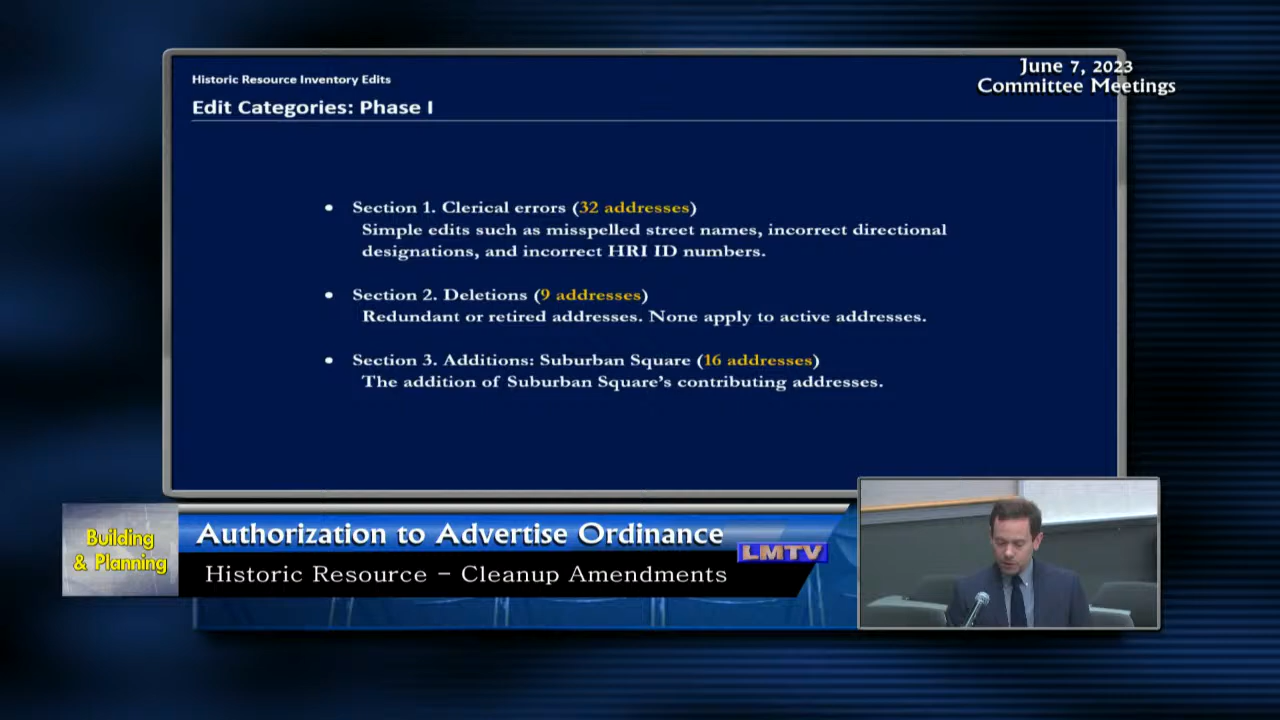 Historic Resource Inventory Edits
Edit Categories: Phase I
June 7, 2023
Committee Meetings
• Section 1. Clerical errors (32 addresses)
Simple edits such as misspelled street names, incorrect directional
designations, and incorrect HRI ID numbers.
• Section 2. Deletions (9 addresses)
Redundant or retired addresses. None apply to active addresses.
• Section 3. Additions: Suburban Square (16 addresses)
The addition of Suburban Square’s contributing addresses.
Building
& Planning
Authorization to Advertise Ordinance
LMTV
Historic Resource – Cleanup Amendments